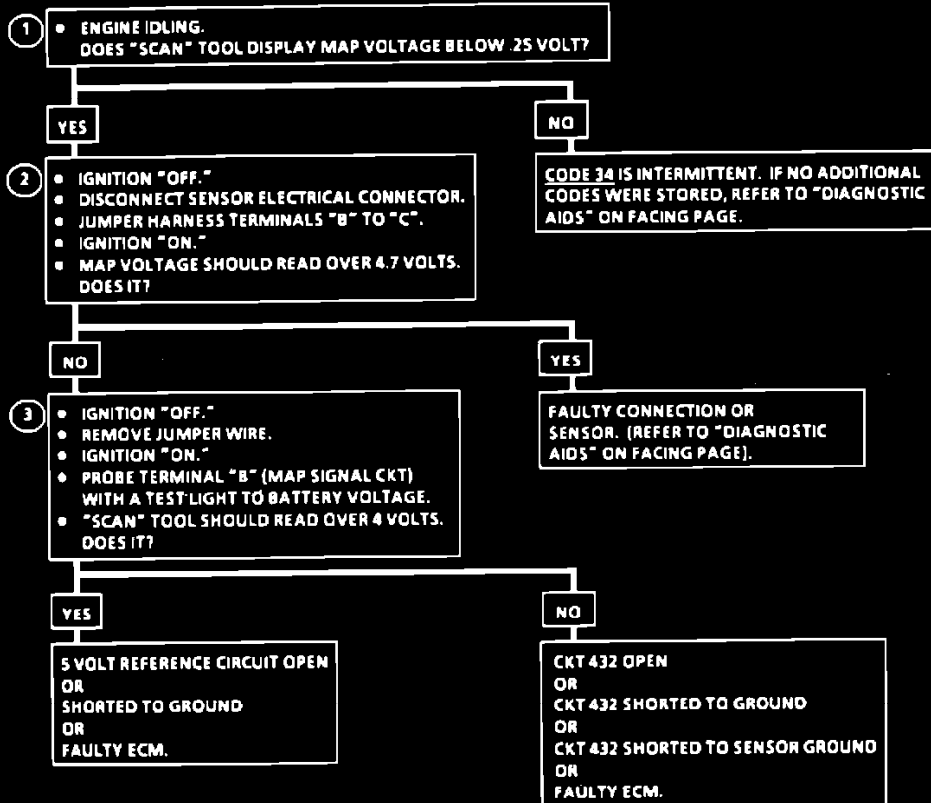 1
• ENGINE IDLING.
DOES "SCAN" TOOL DISPLAY MAP VOLTAGE BELOW .25 VOLT?
YES
NO
2
• IGNITION "OFF."
• DISCONNECT SENSOR ELECTRICAL CONNECTOR.
• JUMPER HARNESS TERMINALS "B" TO "C".
• IGNITION "ON."
• MAP VOLTAGE SHOULD READ OVER 4.7 VOLTS.
DOES IT?
CODE 34 IS INTERMITTENT. IF NO ADDITIONAL
CODES WERE STORED, REFER TO "DIAGNOSTIC
AIDS" ON FACING PAGE.
NO
YES
3
• IGNITION "OFF."
• REMOVE JUMPER WIRE.
• IGNITION "ON."
• PROBE TERMINAL "B" (MAP SIGNAL CKT)
WITH A TEST LIGHT TO BATTERY VOLTAGE.
• "SCAN" TOOL SHOULD READ OVER 4 VOLTS.
DOES IT?
FAULTY CONNECTION OR
SENSOR. (REFER TO "DIAGNOSTIC
AIDS" ON FACING PAGE).
YES
NO
5 VOLT REFERENCE CIRCUIT OPEN
OR
SHORTED TO GROUND
OR
FAULTY ECM.
CKT 432 OPEN
OR
CKT 432 SHORTED TO GROUND
OR
CKT 432 SHORTED TO SENSOR GROUND
OR
FAULTY ECM.